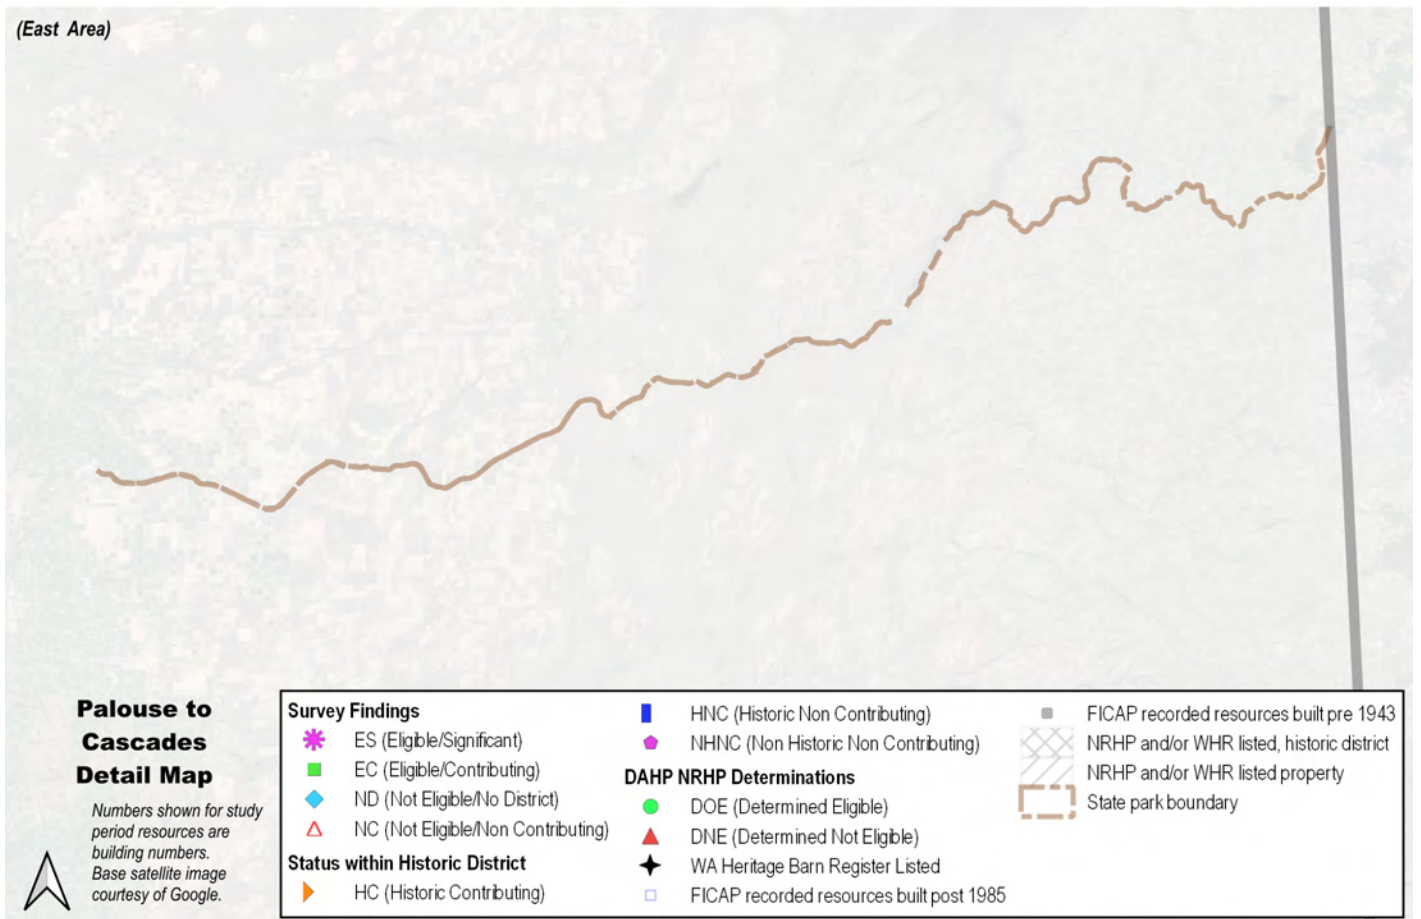 (East Area)
Palouse to
Cascades
Detail Map
Numbers shown for study
period resources are
building numbers.
Base satellite image
courtesy of Google.
Survey Findings
ES (Eligible/Significant)
EC (Eligible/Contributing)
ND (Not Eligible/No District)
NC (Not Eligible/Non Contributing)
Status within Historic District
HC (Historic Contributing)
HNC (Historic Non Contributing)
NHNC (Non Historic Non Contributing)
DAHP NRHP Determinations
DOE (Determined Eligible)
DNE (Determined Not Eligible)
WA Heritage Barn Register Listed
FICAP recorded resources built post 1985
FICAP recorded resources built pre 1943
NRHP and/or WHR listed, historic district
NRHP and/or WHR listed property
State park boundary